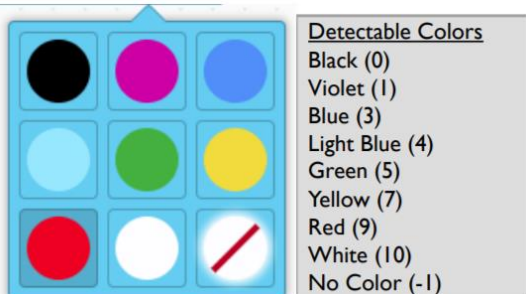 Detectable Colors
Black (0)
Violet (1)
Blue (3)
Light Blue (4)
Green (5)
Yellow (7)
Red (9)
White (10)
No Color (-1)